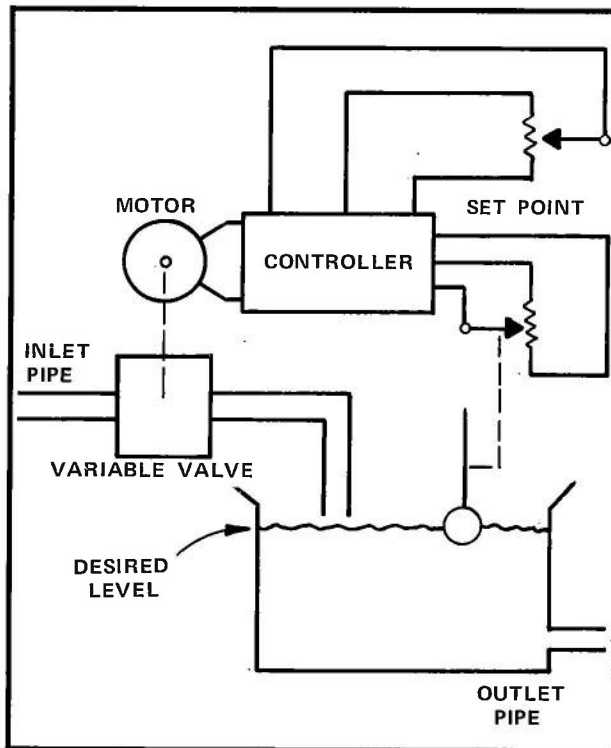 MOTOR
SET POINT
CONTROLLER
INLET
PIPE
VARIABLE VALVE
DESIRED
LEVEL
OUTLET
PIPE